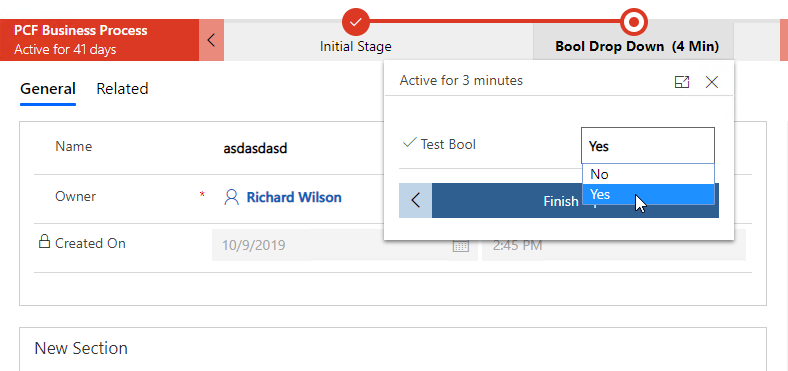 PCF Business Process
Active for 41 days
Initial Stage
Bool Drop Down (4 Min)
General
Related
Active for 3 minutes
Name
asdasdasd
Test Bool
Yes
No
Yes
Owner
*
Richard Wilson
Finish
Created On
10/9/2019
2:45 PM
New Section